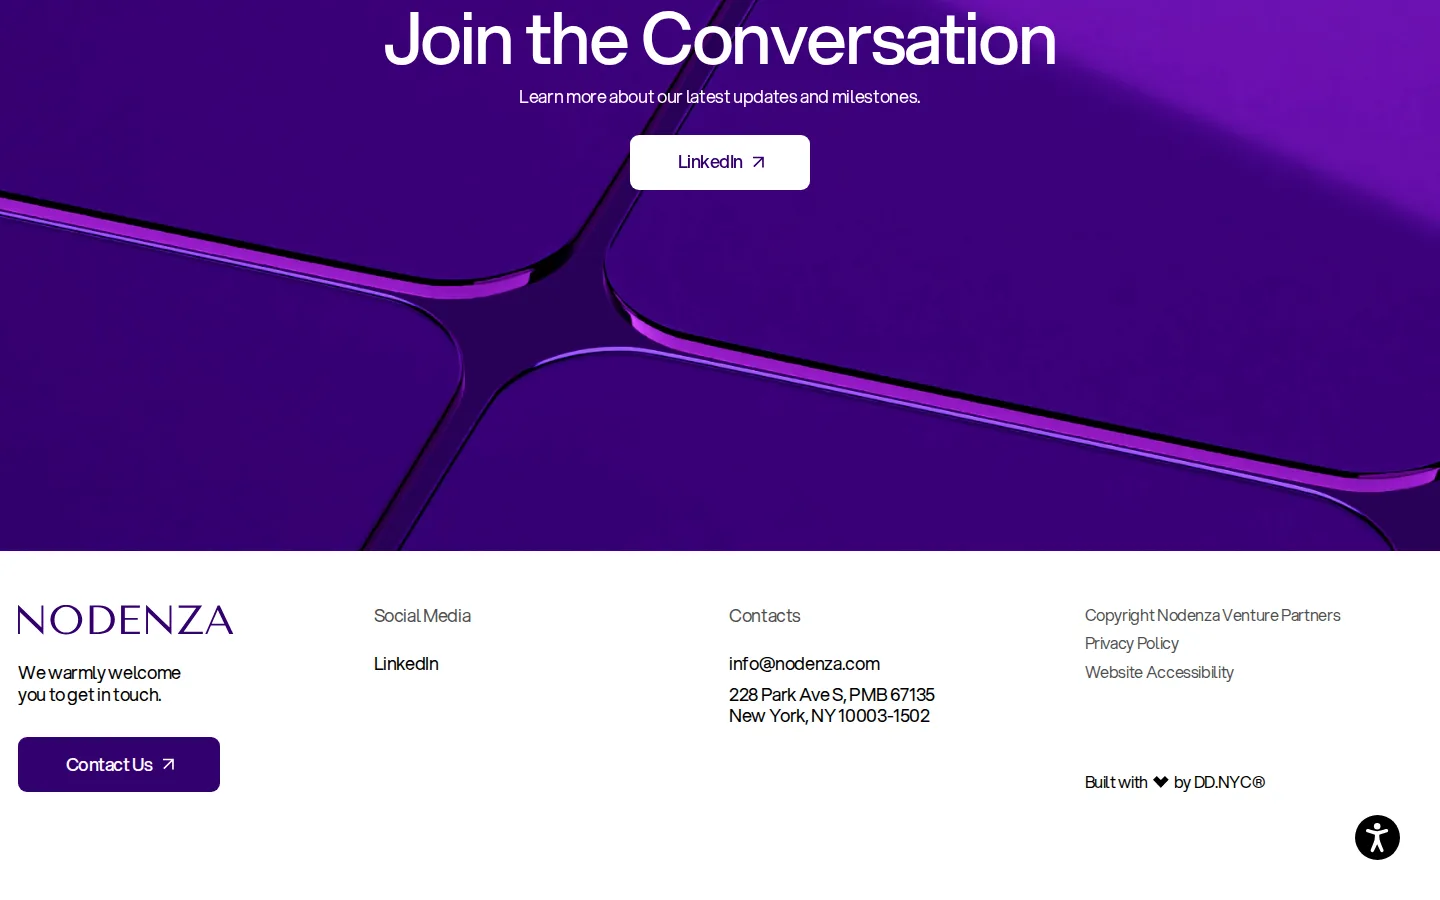 Join the Conversation
Learn more about our latest updates and milestones.
LinkedIn
NODENZA
We warmly welcome
you to get in touch.
Contact Us
Social Media
LinkedIn
Contacts
info@nodenza.com
228 Park Ave S, PMB 67135
New York, NY 10003-1502
Copyright Nodenza Venture Partners
Privacy Policy
Website Accessibility
Built with ❤ by DD.NYC®